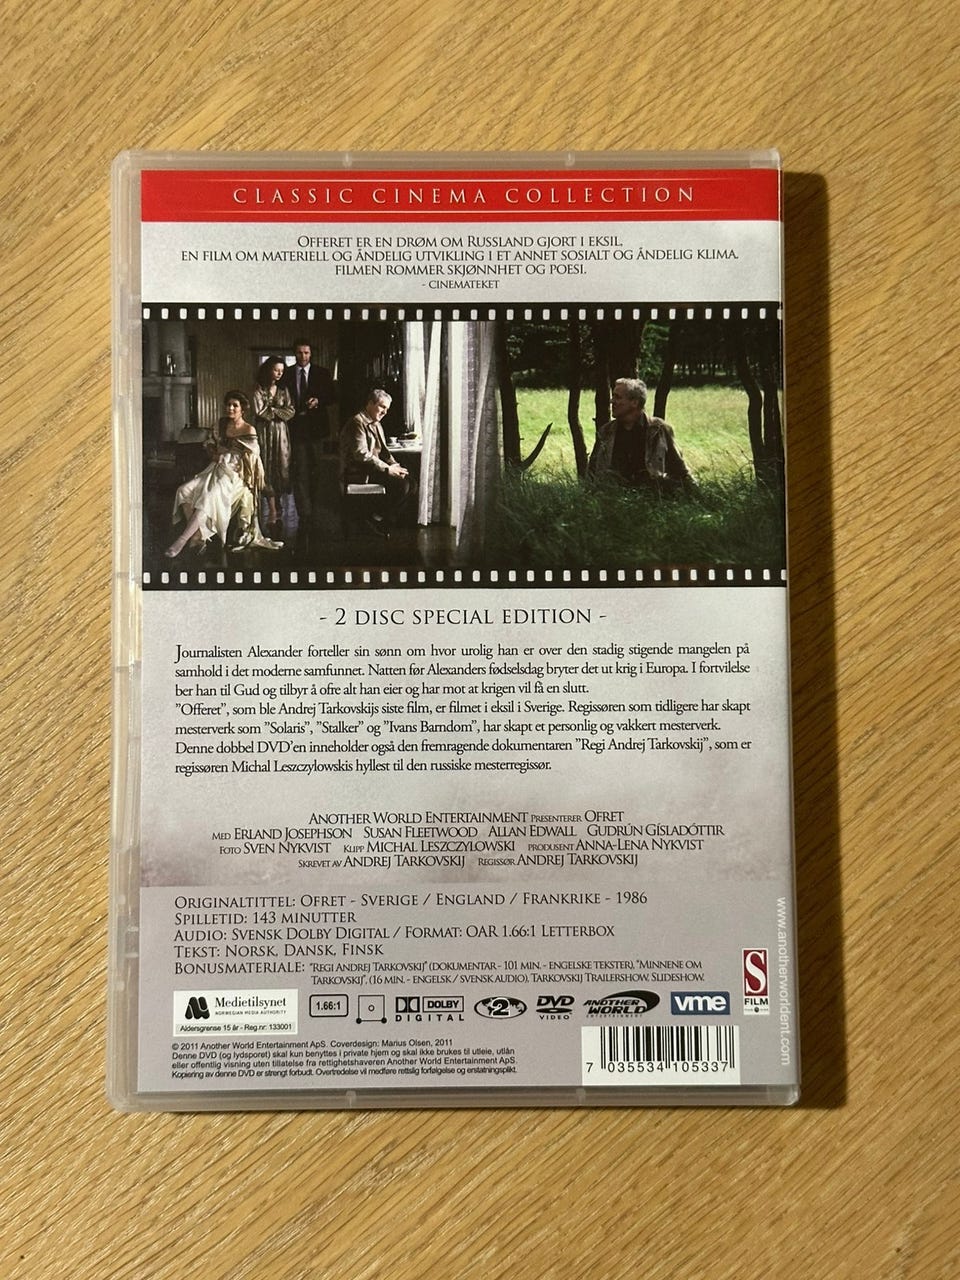 CLASSIC CINEMA COLLECTION
OFFERET ER EN DRØM OM RUSSLAND GJORT I EKSIL.
EN FILM OM MATERIELL OG ÅNDELIG UTVIKLING I ET ANNET SOSIALT OG ÅNDELIG KLIMA.
FILMEN ROMMER SKJØNNHET OG POESI.
- CINEMATEKET
- 2 DISC SPECIAL EDITION -
Journalisten Alexander forteller sin sønn om hvor urolig han er over den stadig stigende mangelen på
samhold i det moderne samfunnet. Natten før Alexanders fødselsdag bryter det ut krig i Europa. I fortvilelse
ber han til Gud og tilbyr å ofre alt han eier og har mot at krigen vil få en slutt.
"Offeret", som ble Andrej Tarkovskijs siste film, er filmet i eksil i Sverige. Regissøren som tidligere har skapt
mesterverk som "Solaris", "Stalker" og "Ivans Barndom", har skapt et personlig og vakkert mesterverk.
Denne dobbel DVD'en inneholder også den fremragende dokumentaren "Regi Andrej Tarkovskij", som er
regissøren Michal Leszczylowskis hyllest til den russiske mesterregissør.
ANOTHER WORLD ENTERTAINMENT PRESENTERER OFRET
MED ERLAND JOSEPHSON SUSAN FLEETWOOD ALLAN EDWALL GUDRÚN GÍSLADÓTTIR
FOTO SVEN NYKVIST KLIPP MICHAL LESZCZYLOWSKI PRODUSENT ANNA-LENA NYKVIST
SKREVET AV ANDREJ TARKOVSKIJ REGISSØR ANDREJ TARKOVSKIJ
ORIGINALTITTEL: OFRET - SVERIGE / ENGLAND / FRANKRIKE - 1986
SPILLETID: 143 MINUTTER
AUDIO: SVENSK DOLBY DIGITAL / FORMAT: OAR 1.66:1 LETTERBOX
TEKST: NORSK, DANSK, FINSK
BONUSMATERIALE: "REGI ANDREJ TARKOVSKIJ" (DOKUMENTAR - 101 MIN. - ENGELSKE TEKSTER), "MINNENE OM
TARKOVSKIJ", (16 MIN. - ENGELSK / SVENSK AUDIO), TARKOVSKIJ TRAILERSHOW. SLIDESHOW.
Medietilsynet
NORWEGIAN MEDIA AUTHORITY
Aldersgrense 15 år - Reg.nr: 133001
1.66:1
DOLBY
DIGITAL
2
DVD
VIDEO
ANOTHER
WORLD
ENTERTAINMENT
vme
S
FILM
www.anotherworldent.com
© 2011 Another World Entertainment ApS. Coverdesign: Marius Olsen, 2011
Denne DVD (og lydsporet) skal kun benyttes i private hjem og skal ikke brukes til utleie, utlån
eller offentlig visning uten tillatelse fra rettighetshaveren Another World Entertainment ApS.
Kopiering av denne DVD er strengt forbudt. Overtredelse vil medføre rettslig forfølgelse og erstatningsplikt.
7 035534 105337